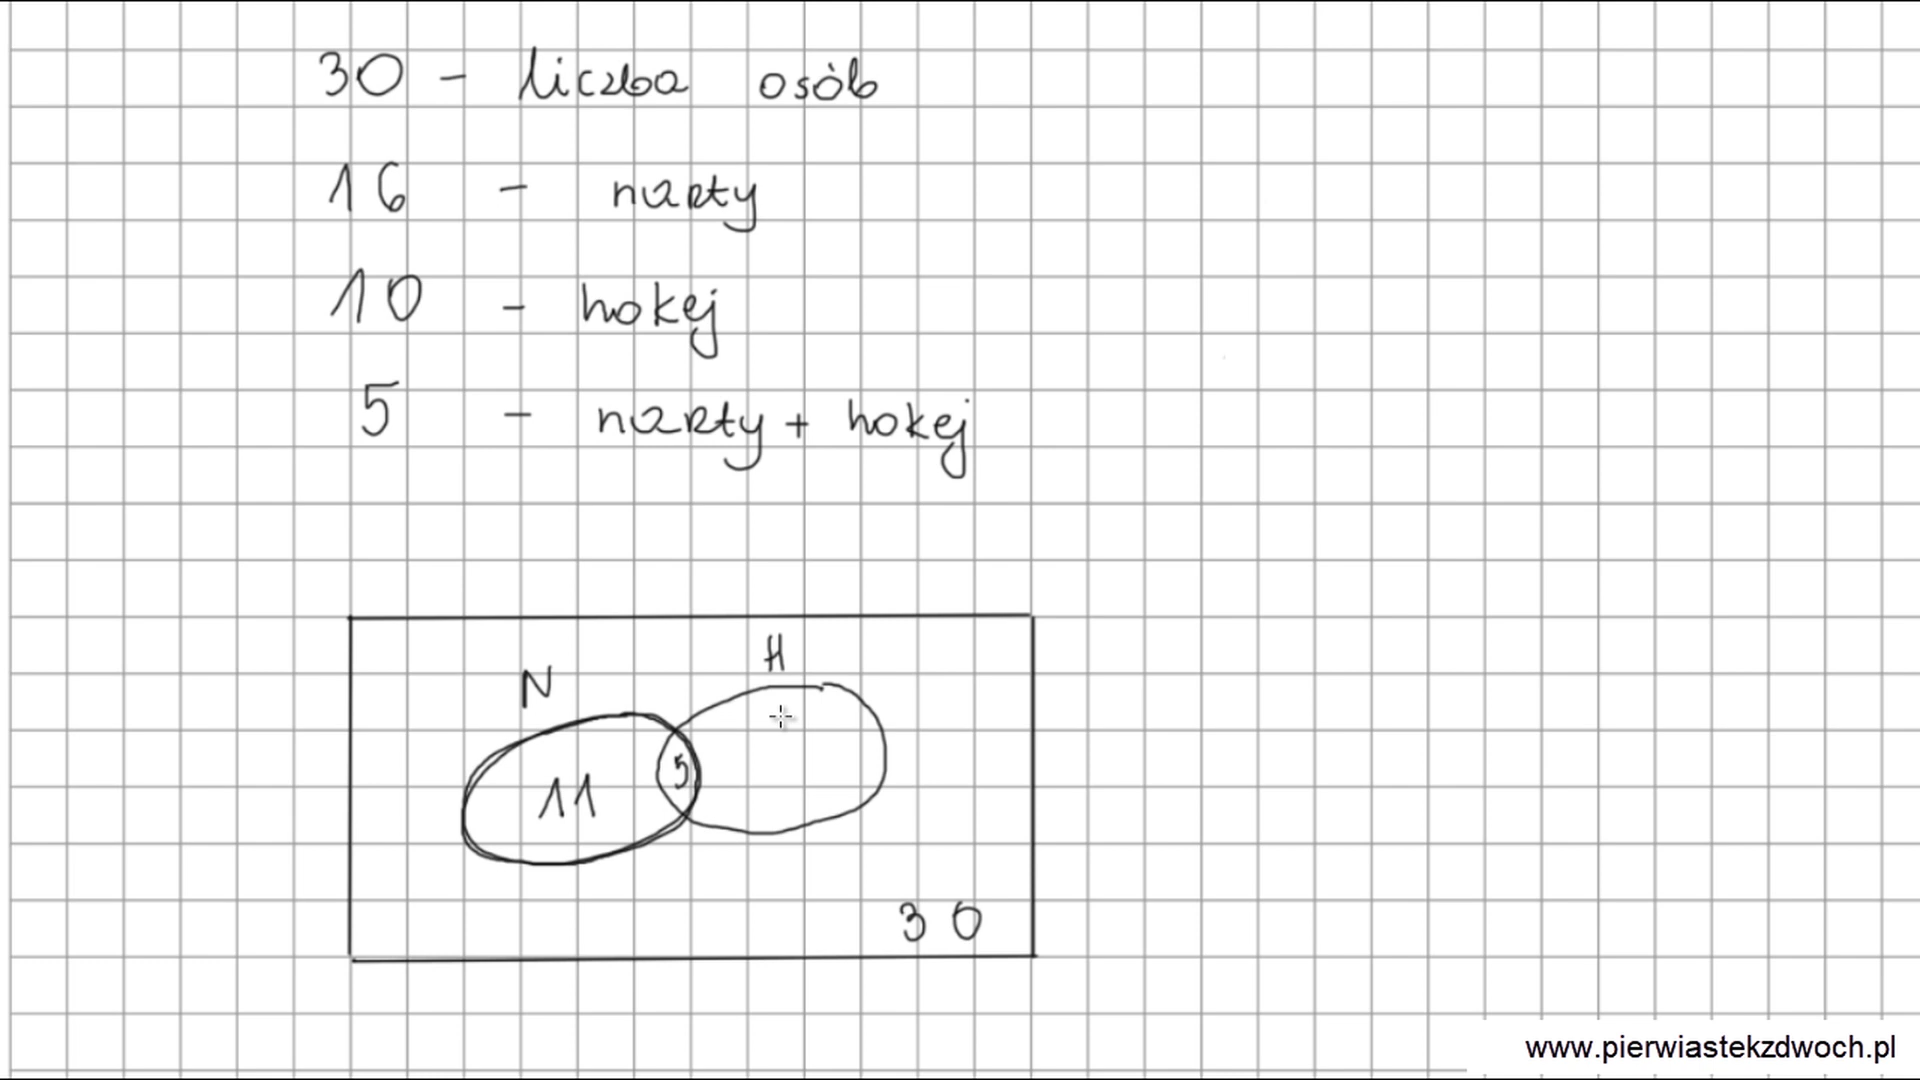 30 - liczba osób
16 - narty
10 - hokej
5 - narty + hokej
N H
11 5
30
www.pierwiastekzdwoch.pl